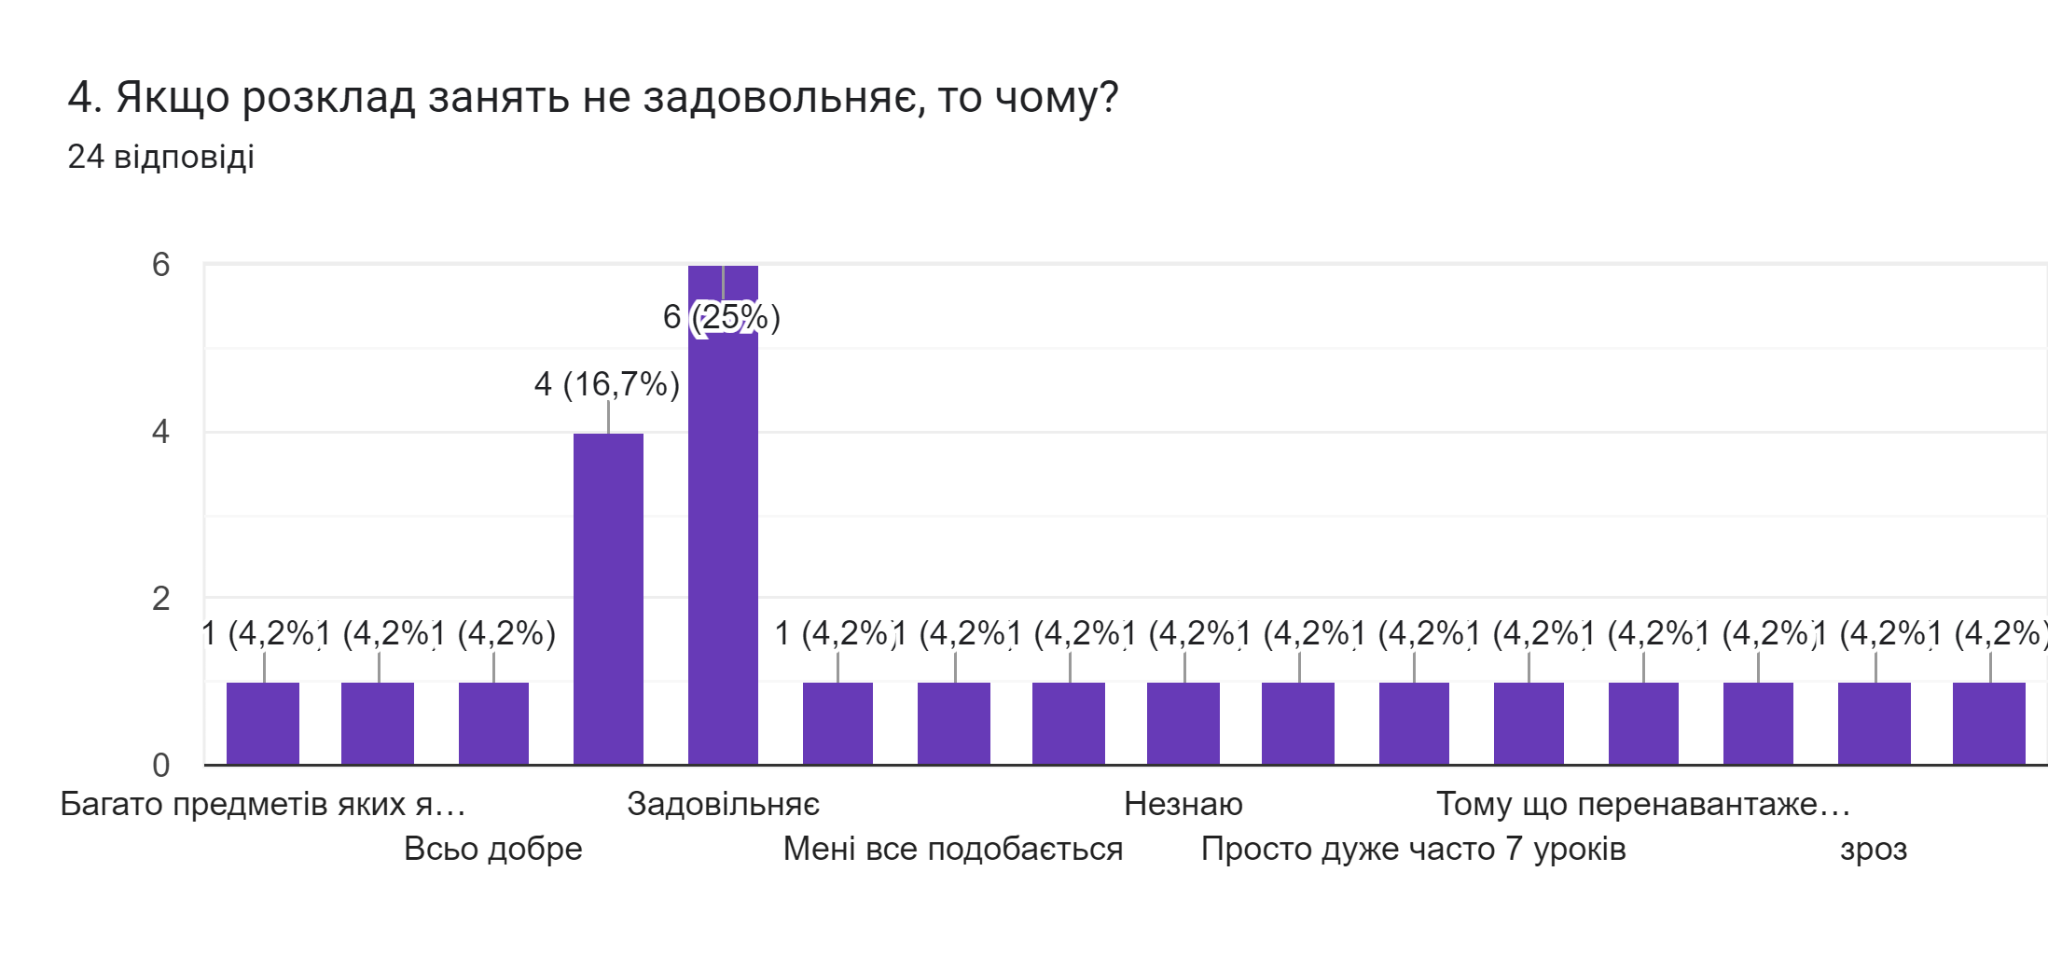 4. Якщо розклад занять не задовольняє, то чому?
24 відповіді
6
6 (25%)
4 (16,7%)
4
2
1 (4,2%) 1 (4,2%) 1 (4,2%) 1 (4,2%) 1 (4,2%) 1 (4,2%) 1 (4,2%) 1 (4,2%) 1 (4,2%) 1 (4,2%) 1 (4,2%) 1 (4,2%) 1 (4,2%) 1 (4,2%)
0
Багато предметів яких я… Задовільняє Незнаю Тому що перенавантаже…
Всьо добре Мені все подобається Просто дуже часто 7 уроків зроз